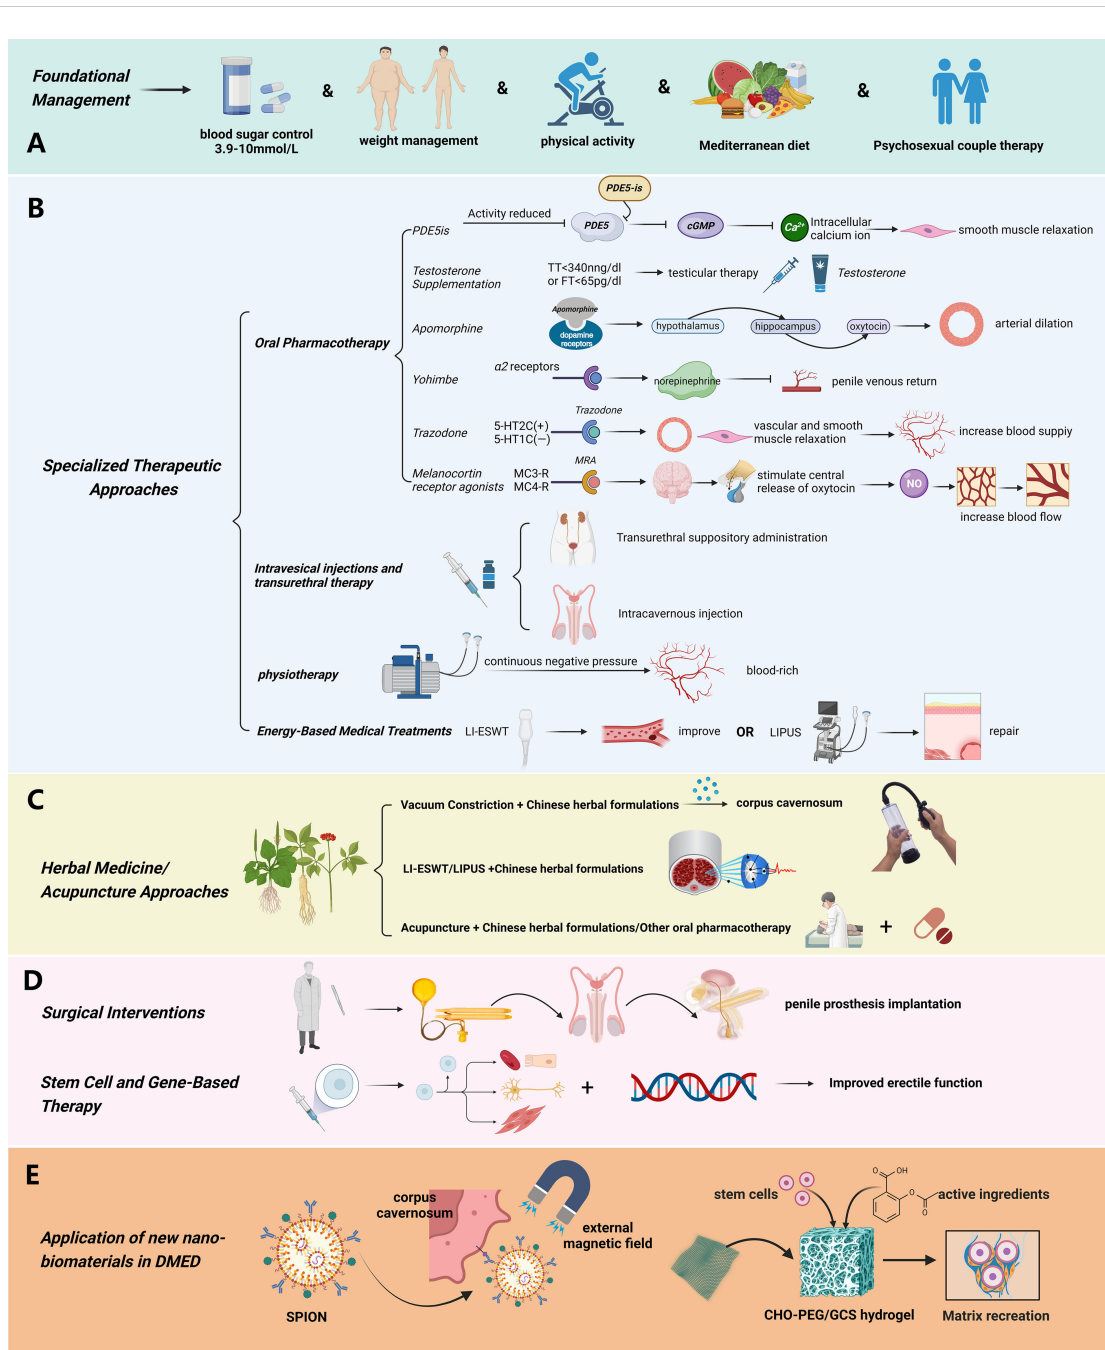 Foundational
Management
&
&
&
&
blood sugar control
3.9-10mmol/L
weight management
physical activity
Mediterranean diet
Psychosexual couple therapy
A
B
Specialized Therapeutic
Approaches
Oral Pharmacotherapy
PDE5is
Activity reduced
PDE5-is
PDE5
cGMP
Ca2+
Intracellular
calcium ion
smooth muscle relaxation
Testosterone
Supplementation
TT<340nng/dl
or FT<65pg/dl
testicular therapy
Testosterone
Apomorphine
Apomorphine
dopamine
receptors
hypothalamus
hippocampus
oxytocin
arterial dilation
Yohimbe
α2 receptors
norepinephrine
penile venous return
Trazodone
5-HT2C(+)
5-HT1C(—)
Trazodone
vascular and smooth
muscle relaxation
increase blood suppiy
Melanocortin
receptor agonists
MC3-R
MC4-R
MRA
stimulate central
release of oxytocin
NO
increase blood flow
Intravesical injections and
transurethral therapy
Transurethral suppository administration
Intracavernous injection
physiotherapy
continuous negative pressure
blood-rich
Energy-Based Medical Treatments
LI-ESWT
improve
OR
LIPUS
repair
C
Herbal Medicine/
Acupuncture Approaches
Vacuum Constriction + Chinese herbal formulations
corpus cavernosum
LI-ESWT/LIPUS +Chinese herbal formulations
Acupuncture + Chinese herbal formulations/Other oral pharmacotherapy
+
D
Surgical Interventions
penile prosthesis implantation
Stem Cell and Gene-Based
Therapy
+
Improved erectile function
E
Application of new nano-
biomaterials in DMED
SPION
corpus
cavernosum
external
magnetic field
stem cells
O
OH
O
O
active ingredients
CHO-PEG/GCS hydrogel
Matrix recreation